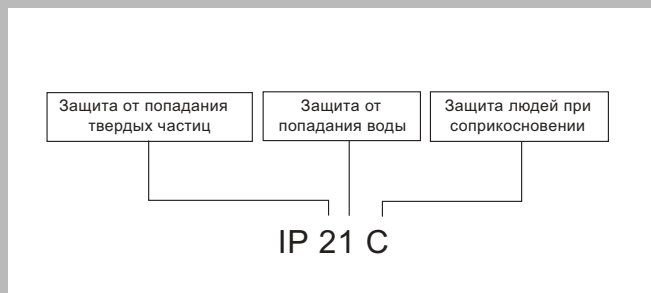 Защита от попадания
твердых частиц
Защита от
попадания воды
Защита людей при
соприкосновении
IP 21 C